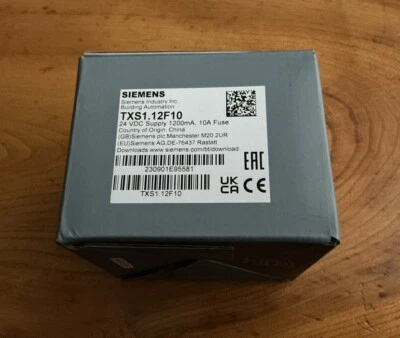 SIEMENS
Siemens Industry Inc.
Building Automation
TXS1.12F10
24 VDC Supply 1200mA, 10A Fuse
Country of Origin: China
(GB)Siemens plc,Manchester M20 2UR
(EU)Siemens AG,DE-76437 Rastatt
Downloads www.siemens.com/bt/download
230901E95581
TXS1.12F10
EAC
UK
CA
CE